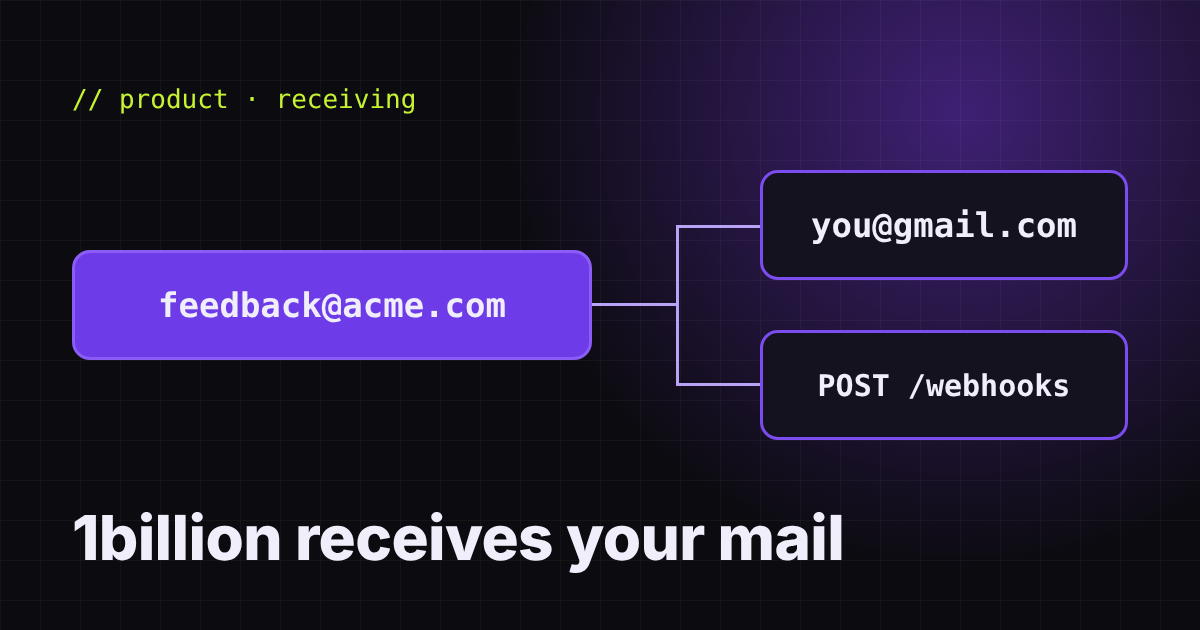 // product · receiving
you@gmail.com
feedback@acme.com
POST /webhooks
1billion receives your mail